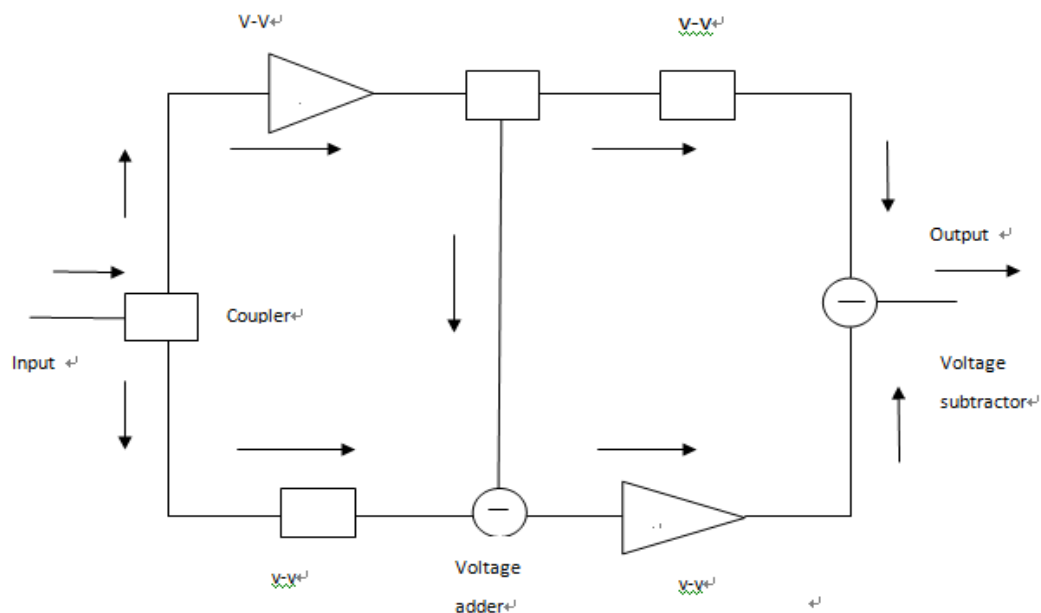 V-V↵
v-v↵
Output ↵
Coupler↵
Input ↵
Voltage
subtractor↵
Voltage
adder↵
v-v↵
v-v↵
↵